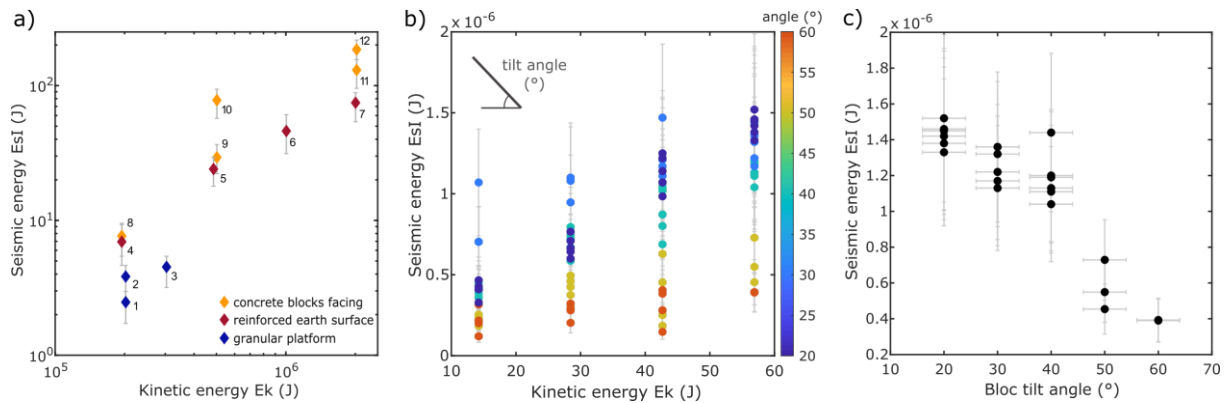 a)
Seismic energy EsI (J)
10²
10¹
10⁰
10⁵
10⁶
Kinetic energy Ek (J)
12
11
7
10
6
9
5
8
4
3
2
1
concrete blocks facing
reinforced earth surface
granular platform
b)
2 × 10⁻⁶
Seismic energy EsI (J)
1.5
1
0.5
0
10 20 30 40 50 60
Kinetic energy Ek (J)
tilt angle
(°)
angle (°)
60
55
50
45
40
35
30
25
20
c)
2 × 10⁻⁶
Seismic energy EsI (J)
1.8
1.6
1.4
1.2
1
0.8
0.6
0.4
0.2
10 20 30 40 50 60 70
Bloc tilt angle (°)